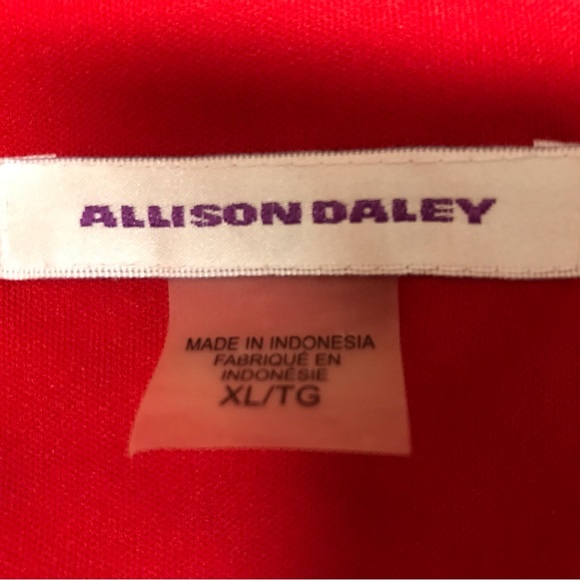 ALLISON DALEY
MADE IN INDONESIA
FABRIQUÉ EN
INDONÉSIE
XL/TG